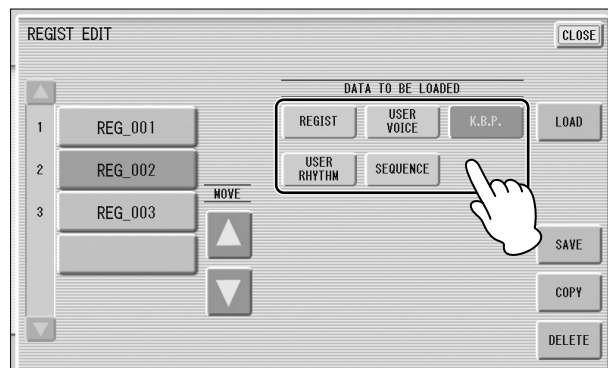 REGIST EDIT
CLOSE
DATA TO BE LOADED
REGIST
USER
VOICE
K.B.P.
LOAD
USER
RHYTHM
SEQUENCE
1
REG_001
2
REG_002
3
REG_003
MOVE
SAVE
COPY
DELETE